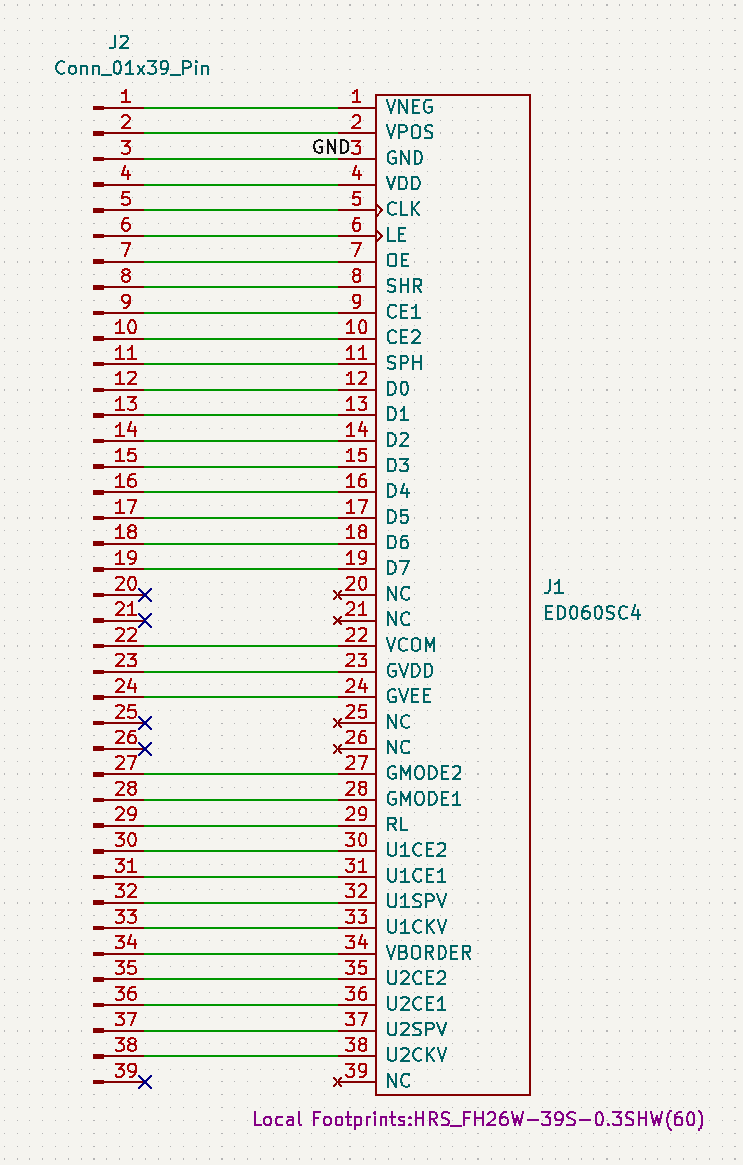 J2
Conn_01x39_Pin
1 1 VNEG
2 2 VPOS
3 GND 3 GND
4 4 VDD
5 5 CLK
6 6 LE
7 7 OE
8 8 SHR
9 9 CE1
10 10 CE2
11 11 SPH
12 12 D0
13 13 D1
14 14 D2
15 15 D3
16 16 D4
17 17 D5
18 18 D6
19 19 D7
20 20 NC
J1
ED060SC4
21 21 NC
22 22 VCOM
23 23 GVDD
24 24 GVEE
25 25 NC
26 26 NC
27 27 GMODE2
28 28 GMODE1
29 29 RL
30 30 U1CE2
31 31 U1CE1
32 32 U1SPV
33 33 U1CKV
34 34 VBORDER
35 35 U2CE2
36 36 U2CE1
37 37 U2SPV
38 38 U2CKV
39 39 NC
Local Footprints:HRS_FH26W-39S-0.3SHW(60)